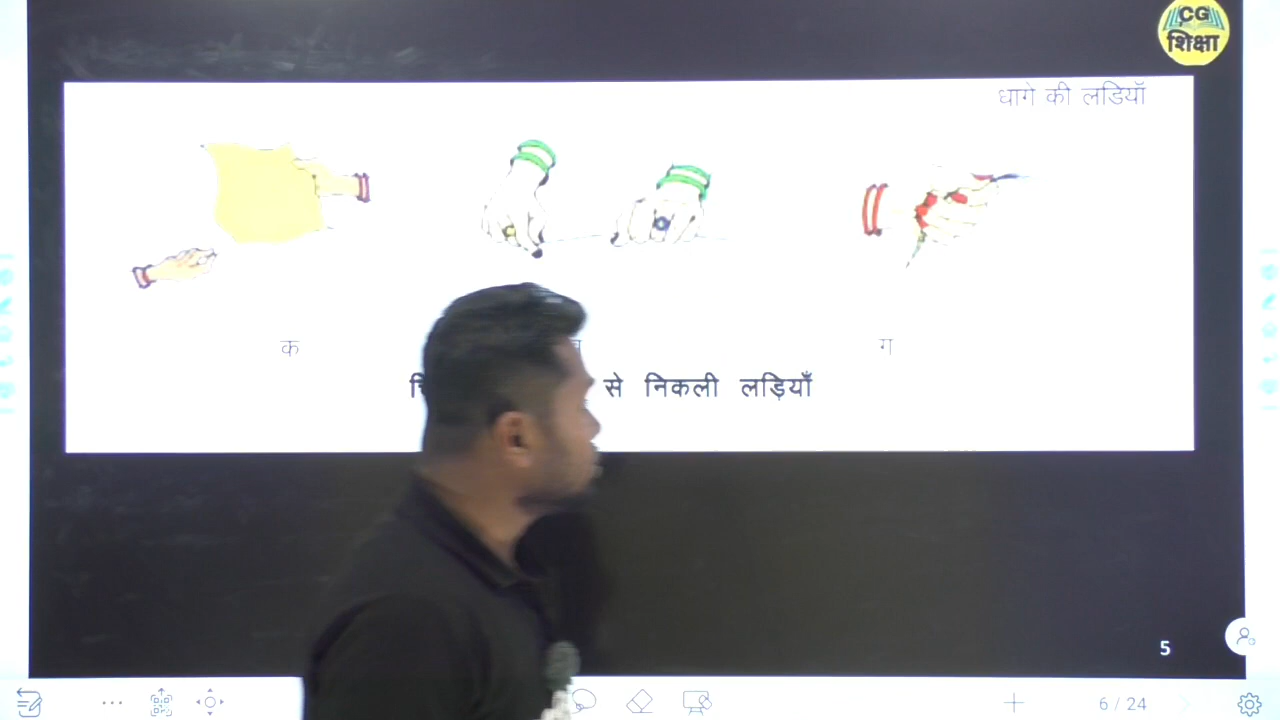 CG
शिक्षा
धागे की लडियॉ
क
ग
से निकली लड़ियाँ
5
6 / 24